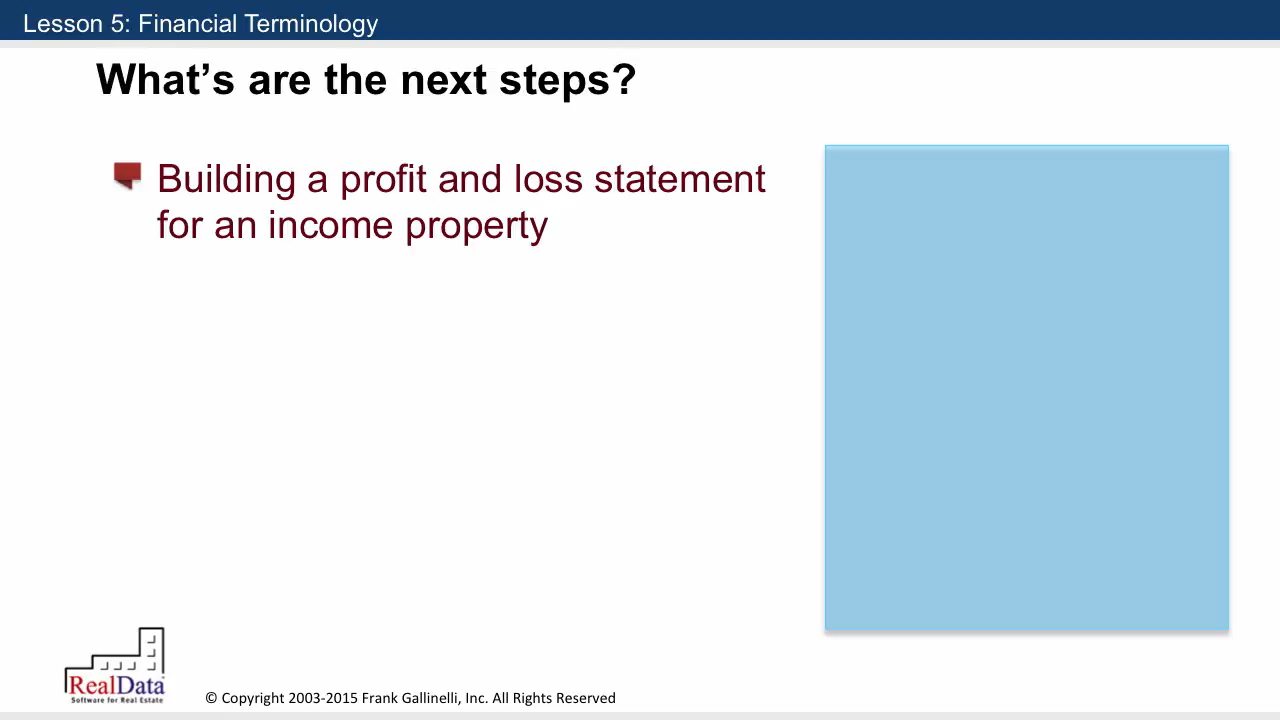 Lesson 5: Financial Terminology
What’s are the next steps?
Building a profit and loss statement
for an income property
RealData
Software for Real Estate
© Copyright 2003-2015 Frank Gallinelli, Inc. All Rights Reserved